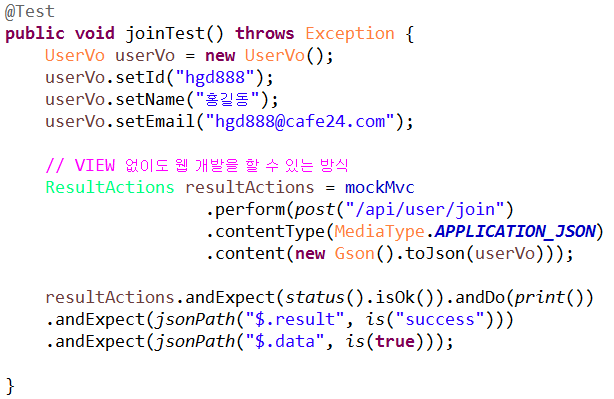 @Test
public void joinTest() throws Exception {
UserVo userVo = new UserVo();
userVo.setId("hgd888");
userVo.setName("홍길동");
userVo.setEmail("hgd888@cafe24.com");
// VIEW 없이도 웹 개발을 할 수 있는 방식
ResultActions resultActions = mockMvc
.perform(post("/api/user/join")
.contentType(MediaType.APPLICATION_JSON)
.content(new Gson().toJson(userVo)));
resultActions.andExpect(status().isOk()).andDo(print())
.andExpect(jsonPath("$.result", is("success")))
.andExpect(jsonPath("$.data", is(true)));
}